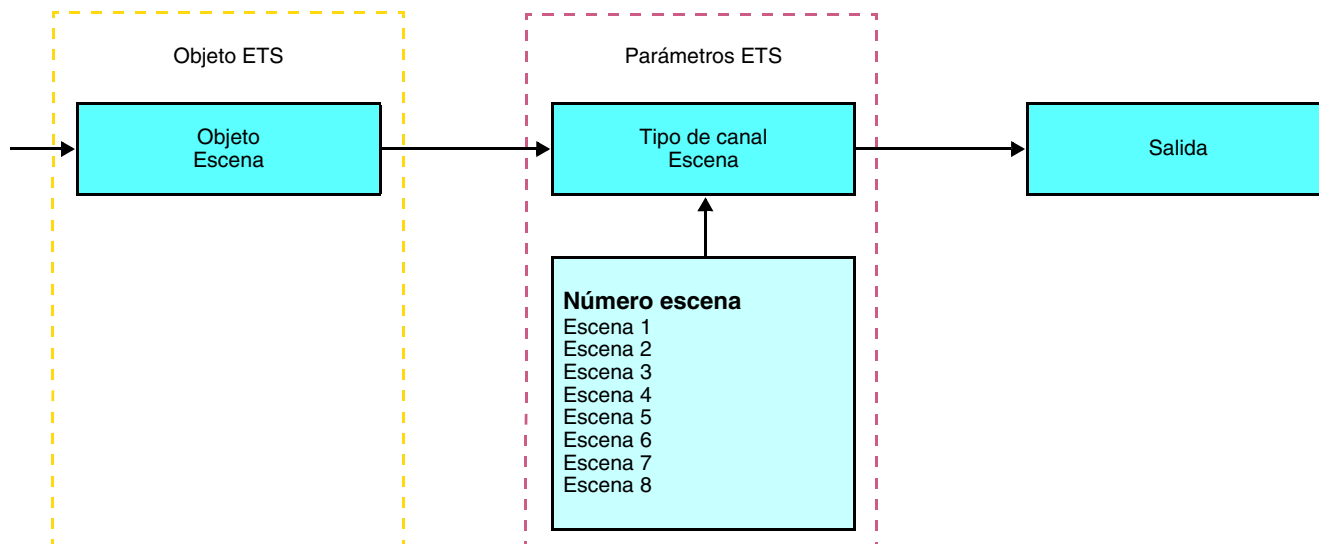 Objeto ETS
Parámetros ETS
Objeto
Escena
Tipo de canal
Escena
Salida
Número escena
Escena 1
Escena 2
Escena 3
Escena 4
Escena 5
Escena 6
Escena 7
Escena 8